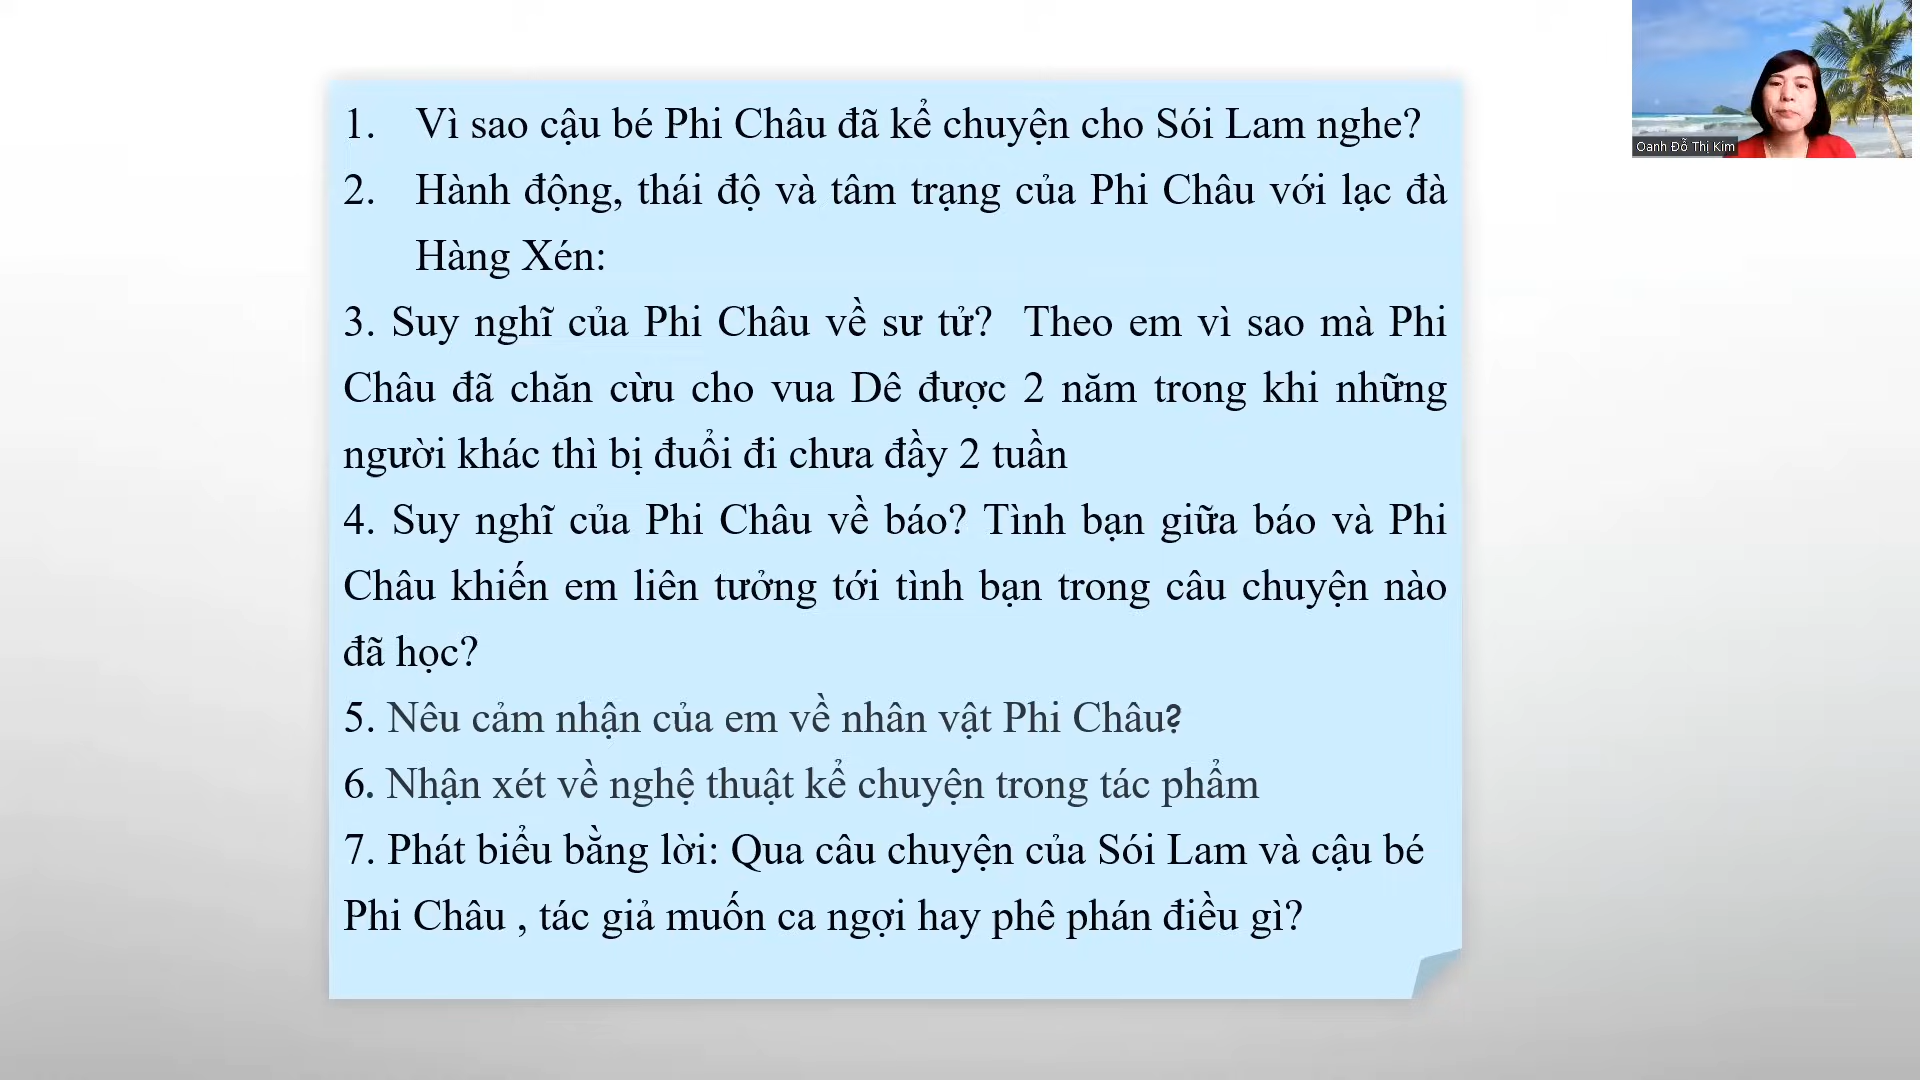 Oanh Đỗ Thị Kim
1. Vì sao cậu bé Phi Châu đã kể chuyện cho Sói Lam nghe?
2. Hành động, thái độ và tâm trạng của Phi Châu với lạc đà
Hàng Xén:
3. Suy nghĩ của Phi Châu về sư tử? Theo em vì sao mà Phi
Châu đã chăn cừu cho vua Dê được 2 năm trong khi những
người khác thì bị đuổi đi chưa đầy 2 tuần
4. Suy nghĩ của Phi Châu về báo? Tình bạn giữa báo và Phi
Châu khiến em liên tưởng tới tình bạn trong câu chuyện nào
đã học?
5. Nêu cảm nhận của em về nhân vật Phi Châu?
6. Nhận xét về nghệ thuật kể chuyện trong tác phẩm
7. Phát biểu bằng lời: Qua câu chuyện của Sói Lam và cậu bé
Phi Châu , tác giả muốn ca ngợi hay phê phán điều gì?